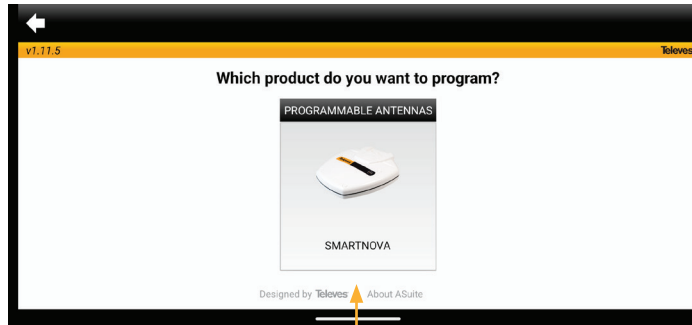 v1.11.5 Televes
Which product do you want to program?
PROGRAMMABLE ANTENNAS
SMARTNOVA
Designed by Televes About ASuite